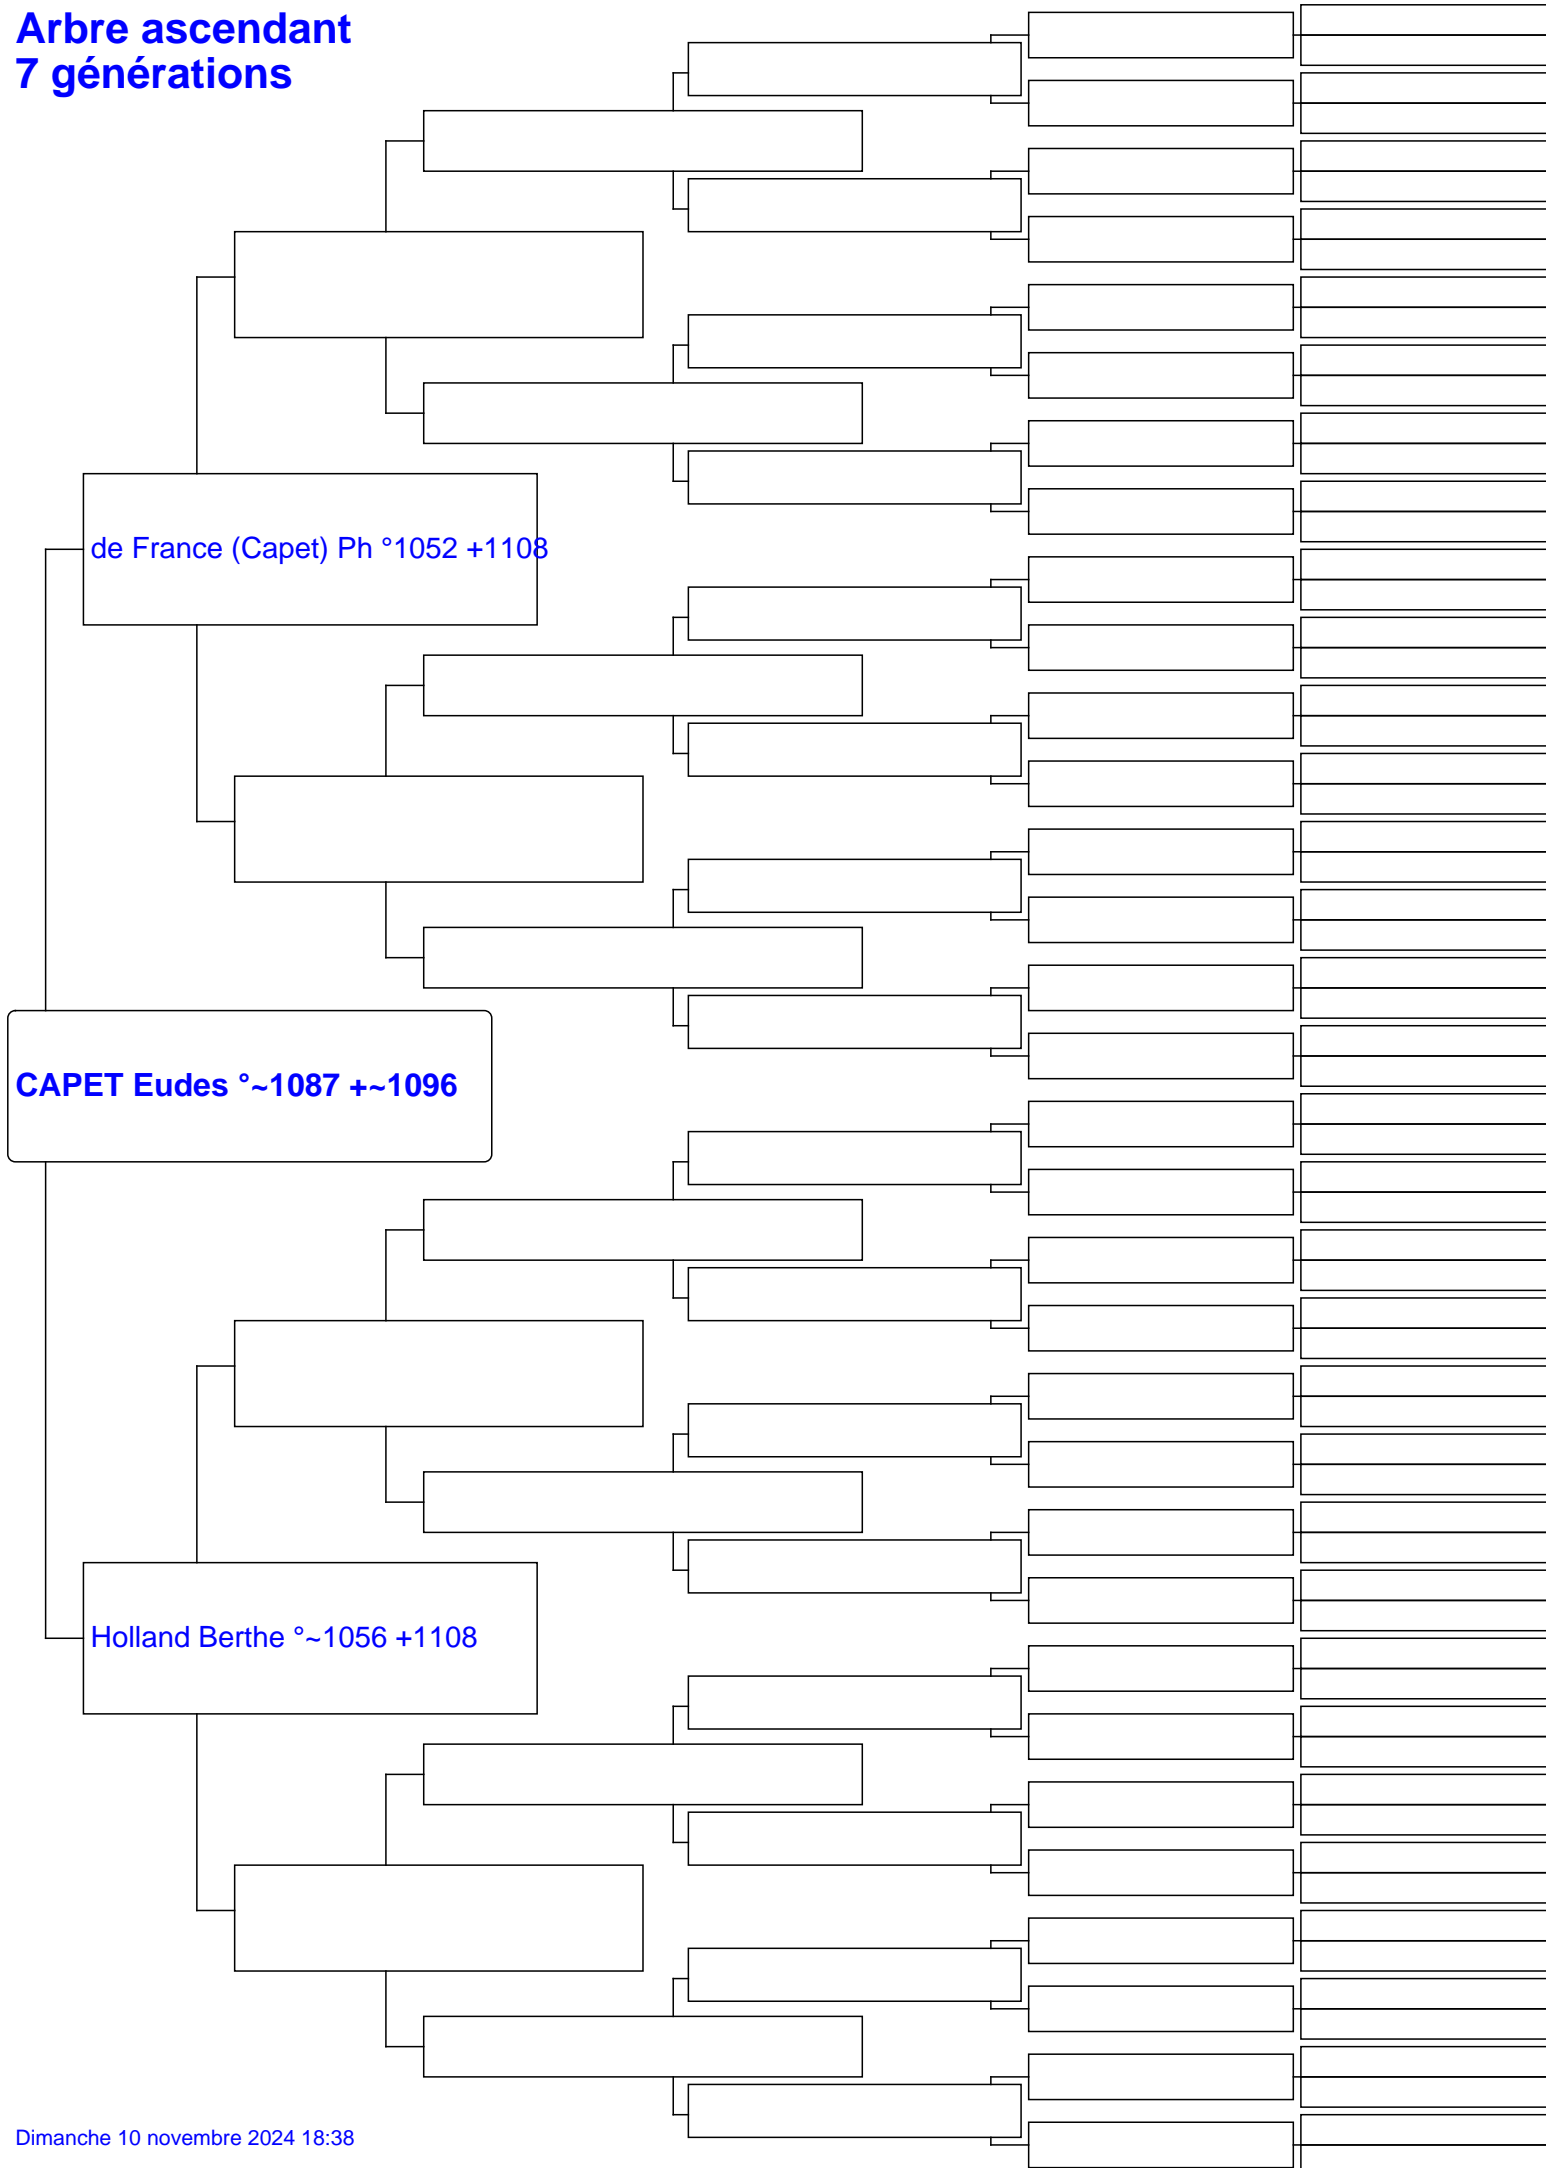 Arbre ascendant
7 générations
de France (Capet) Ph °1052 +1108
CAPET Eudes °~1087 +~1096
Holland Berthe °~1056 +1108
Dimanche 10 novembre 2024 18:38